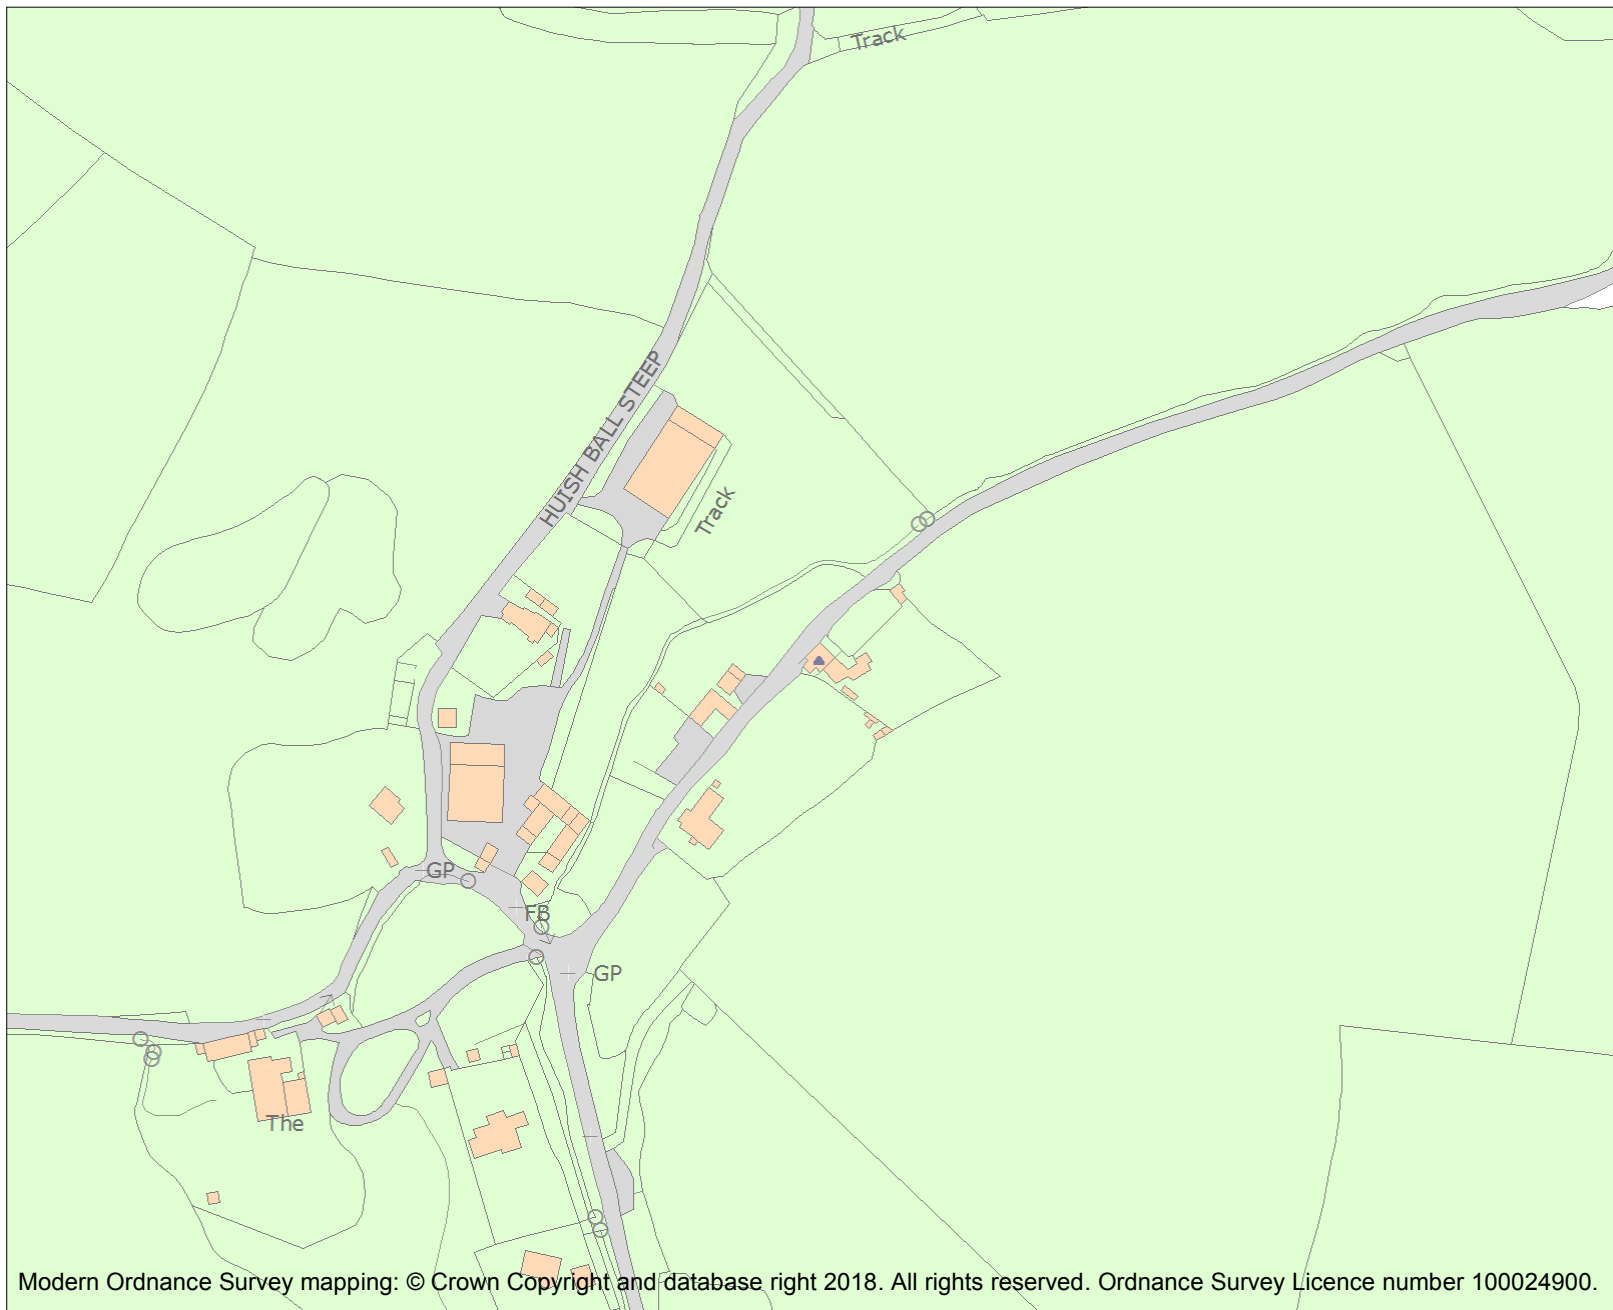 Track
HUISH BALL STEEP
Track
GP
FB
GP
The
Modern Ordnance Survey mapping: © Crown Copyright and database right 2018. All rights reserved. Ordnance Survey Licence number 100024900.